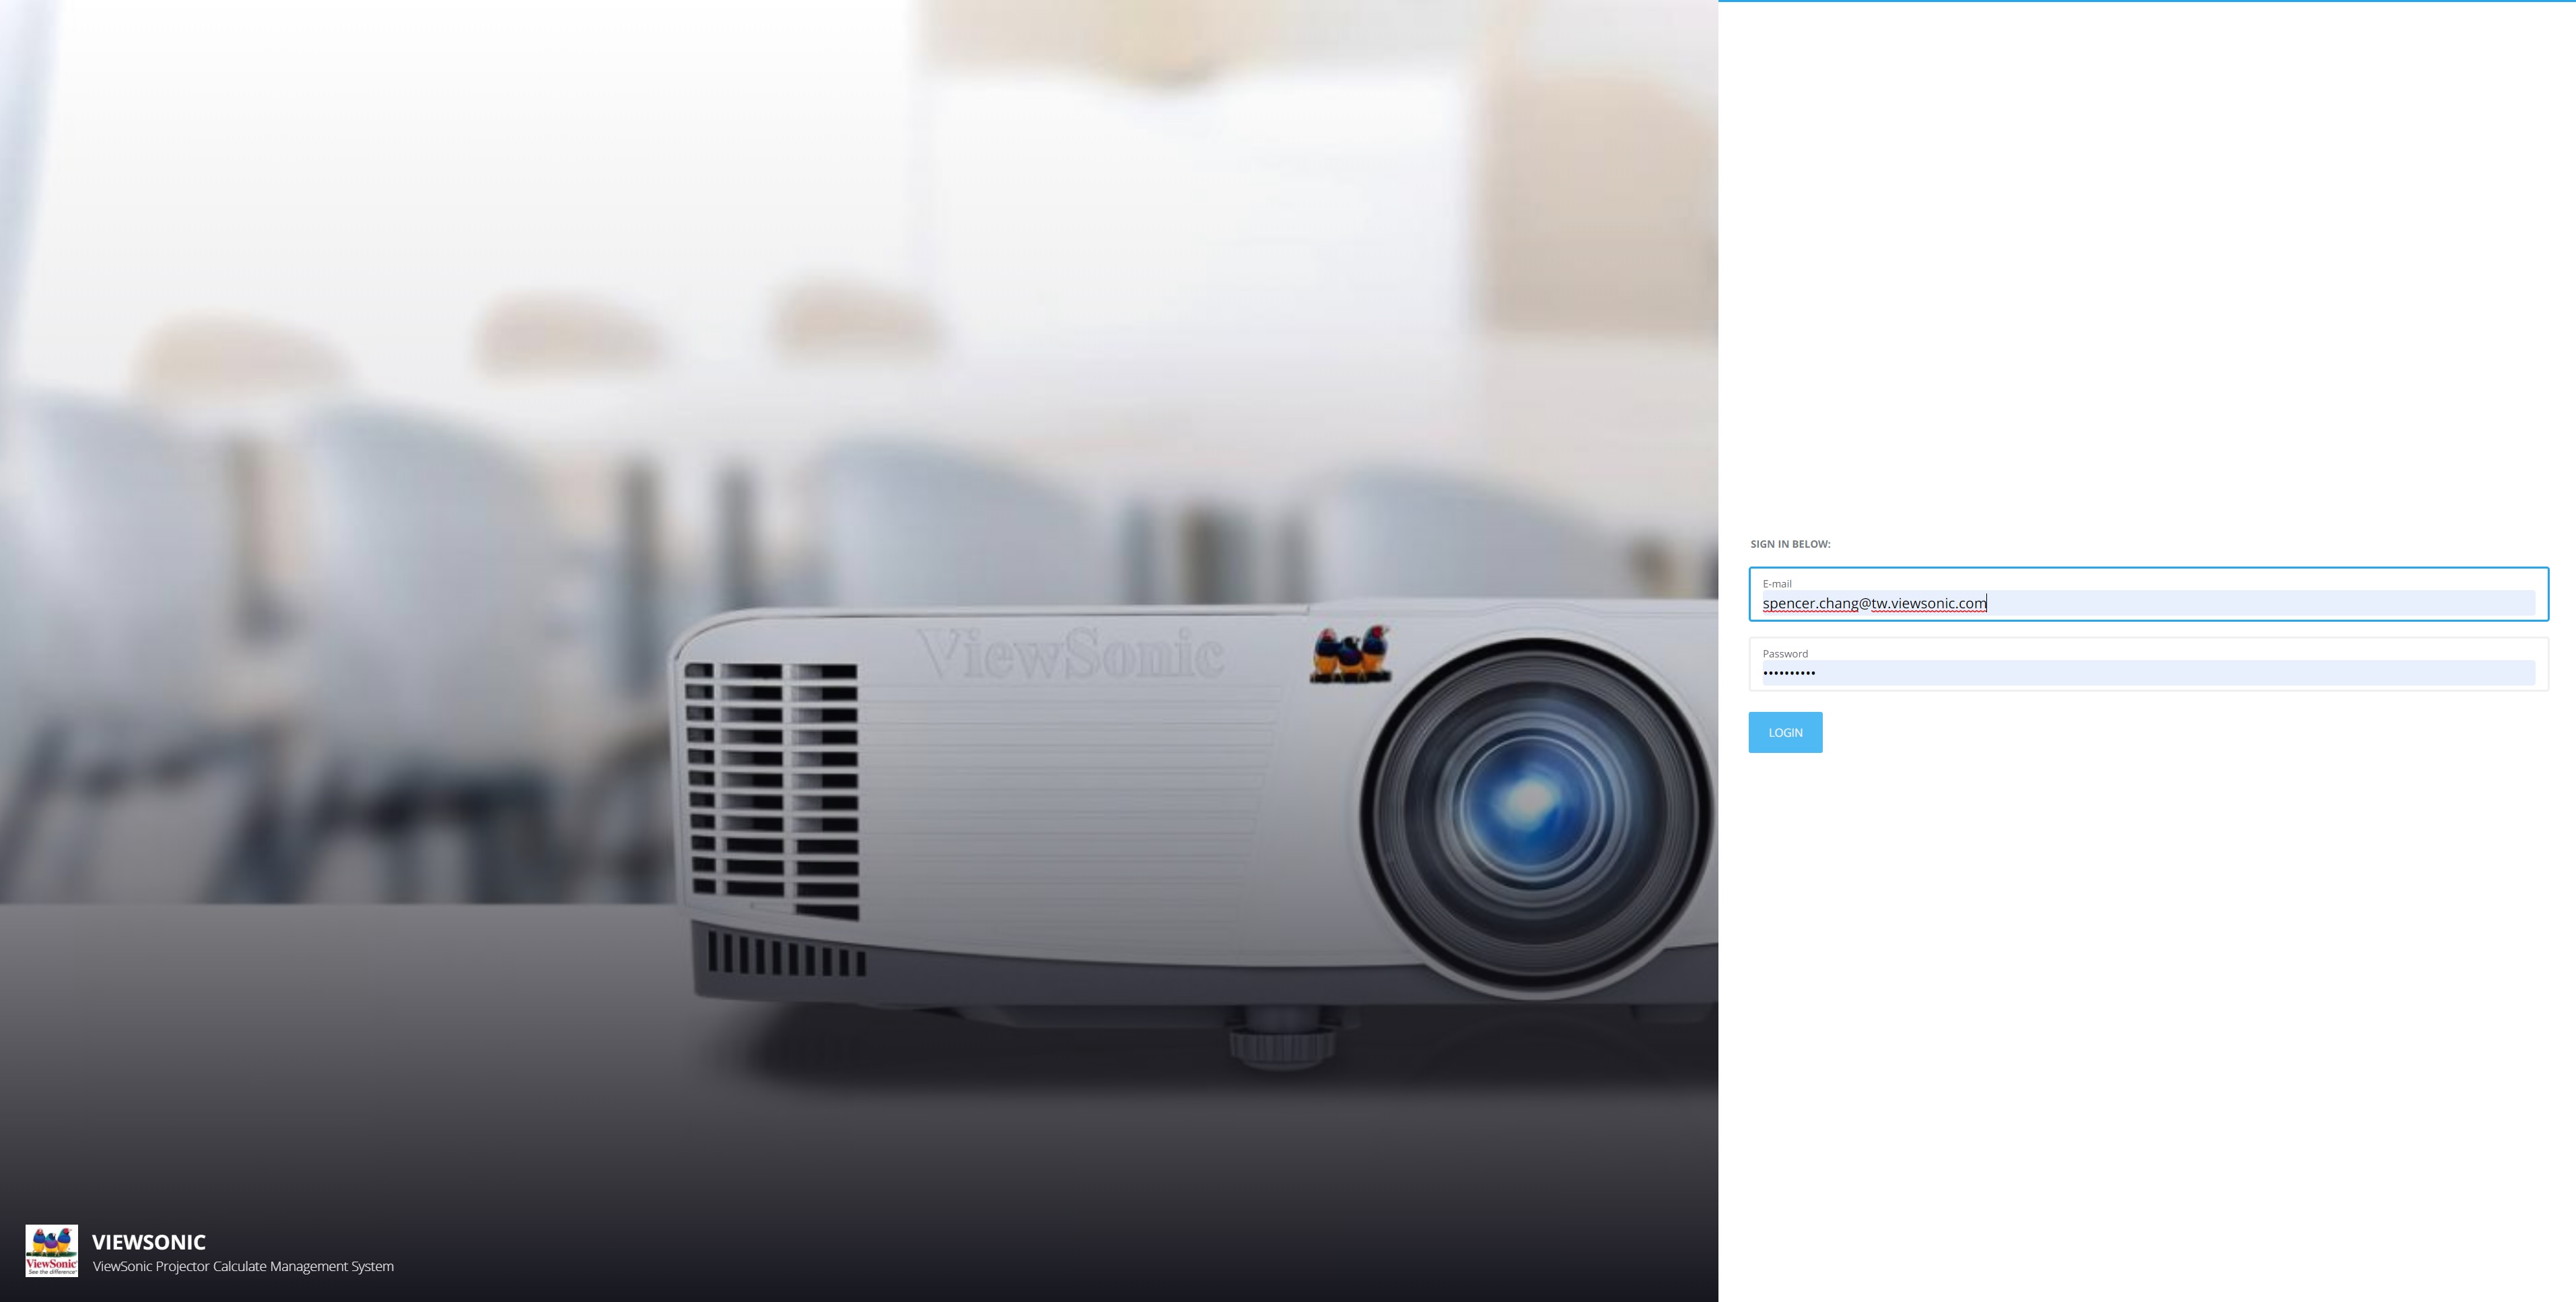 ViewSonic
SIGN IN BELOW:
E-mail
spencer.chang@tw.viewsonic.com
Password
••••••••••
LOGIN
ViewSonic
See the difference
VIEWSONIC
ViewSonic Projector Calculate Management System